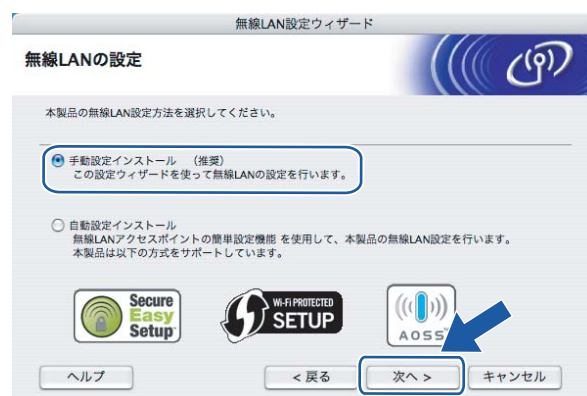 無線LAN設定ウィザード
無線LANの設定
本製品の無線LAN設定方法を選択してください。
手動設定インストール （推奨）
この設定ウィザードを使って無線LANの設定を行います。
自動設定インストール
無線LANアクセスポイントの簡単設定機能 を使用して、本製品の無線LAN設定を行います。
本製品は以下の方式をサポートしています。
Secure
Easy
Setup
WI-FI PROTECTED
SETUP
AOSS
ヘルプ
< 戻る
次へ >
キャンセル